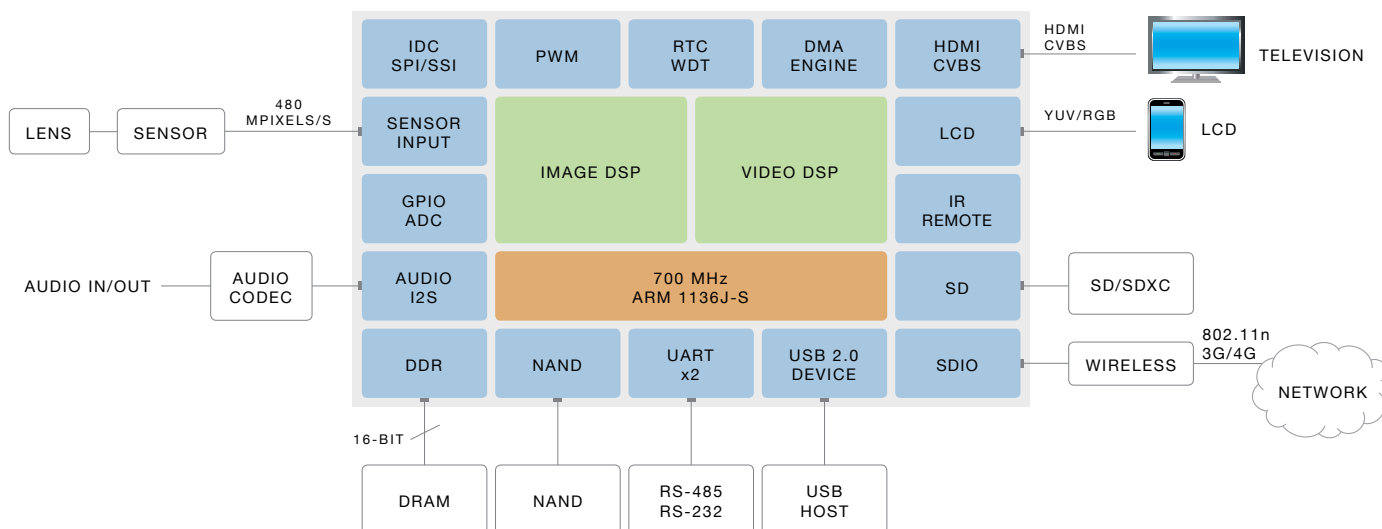 IDC
SPI/SSI
PWM
RTC
WDT
DMA
ENGINE
HDMI
CVBS
HDMI
CVBS
TELEVISION
LENS
SENSOR
480
MPIXELS/S
SENSOR
INPUT
IMAGE DSP
VIDEO DSP
LCD
YUV/RGB
LCD
GPIO
ADC
IR
REMOTE
AUDIO IN/OUT
AUDIO
CODEC
AUDIO
I2S
700 MHz
ARM 1136J-S
SD
SD/SDXC
DDR
NAND
UART
x2
USB 2.0
DEVICE
SDIO
WIRELESS
802.11n
3G/4G
NETWORK
16-BIT
DRAM
NAND
RS-485
RS-232
USB
HOST